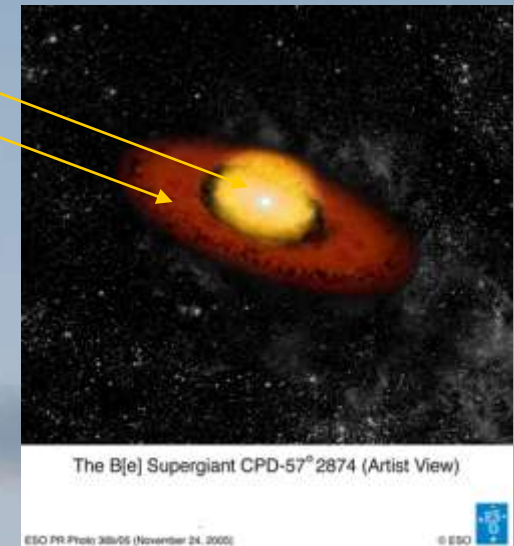 The B[e] Supergiant CPD-57° 2874 (Artist View)
ESO PR Photo 36b/05 (November 24, 2005)
© ESO